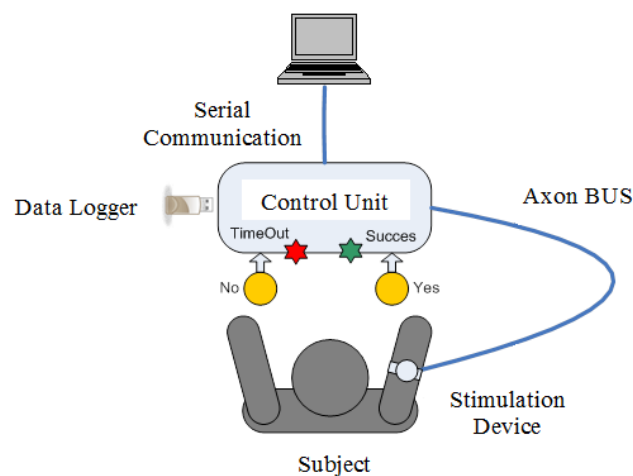 Serial
Communication
Data Logger
Control Unit
Axon BUS
TimeOut
Succes
No
Yes
Stimulation
Device
Subject